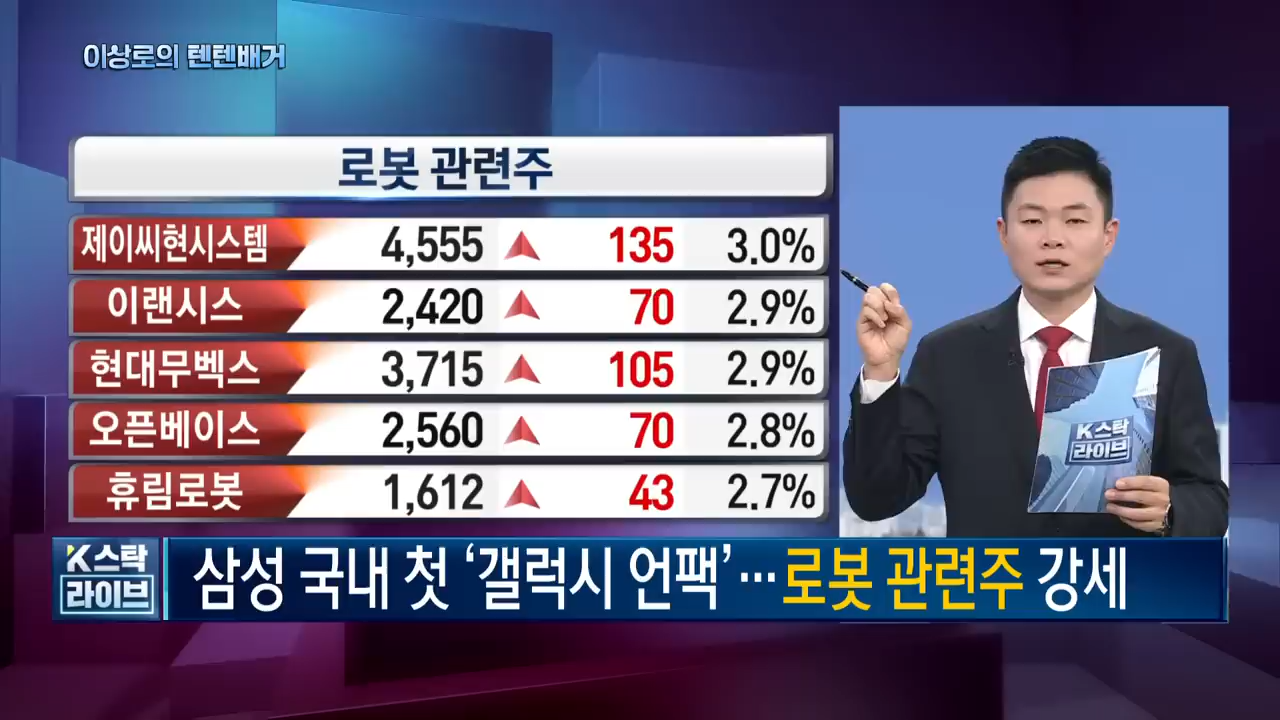 이상로의 텐텐배거
로봇 관련주
제이씨현시스템 4,555 135 3.0%
이랜시스 2,420 70 2.9%
현대무벡스 3,715 105 2.9%
오픈베이스 2,560 70 2.8%
휴림로봇 1,612 43 2.7%
K스탁
라이브
K스탁
라이브
삼성 국내 첫 ‘갤럭시 언팩’…로봇 관련주 강세